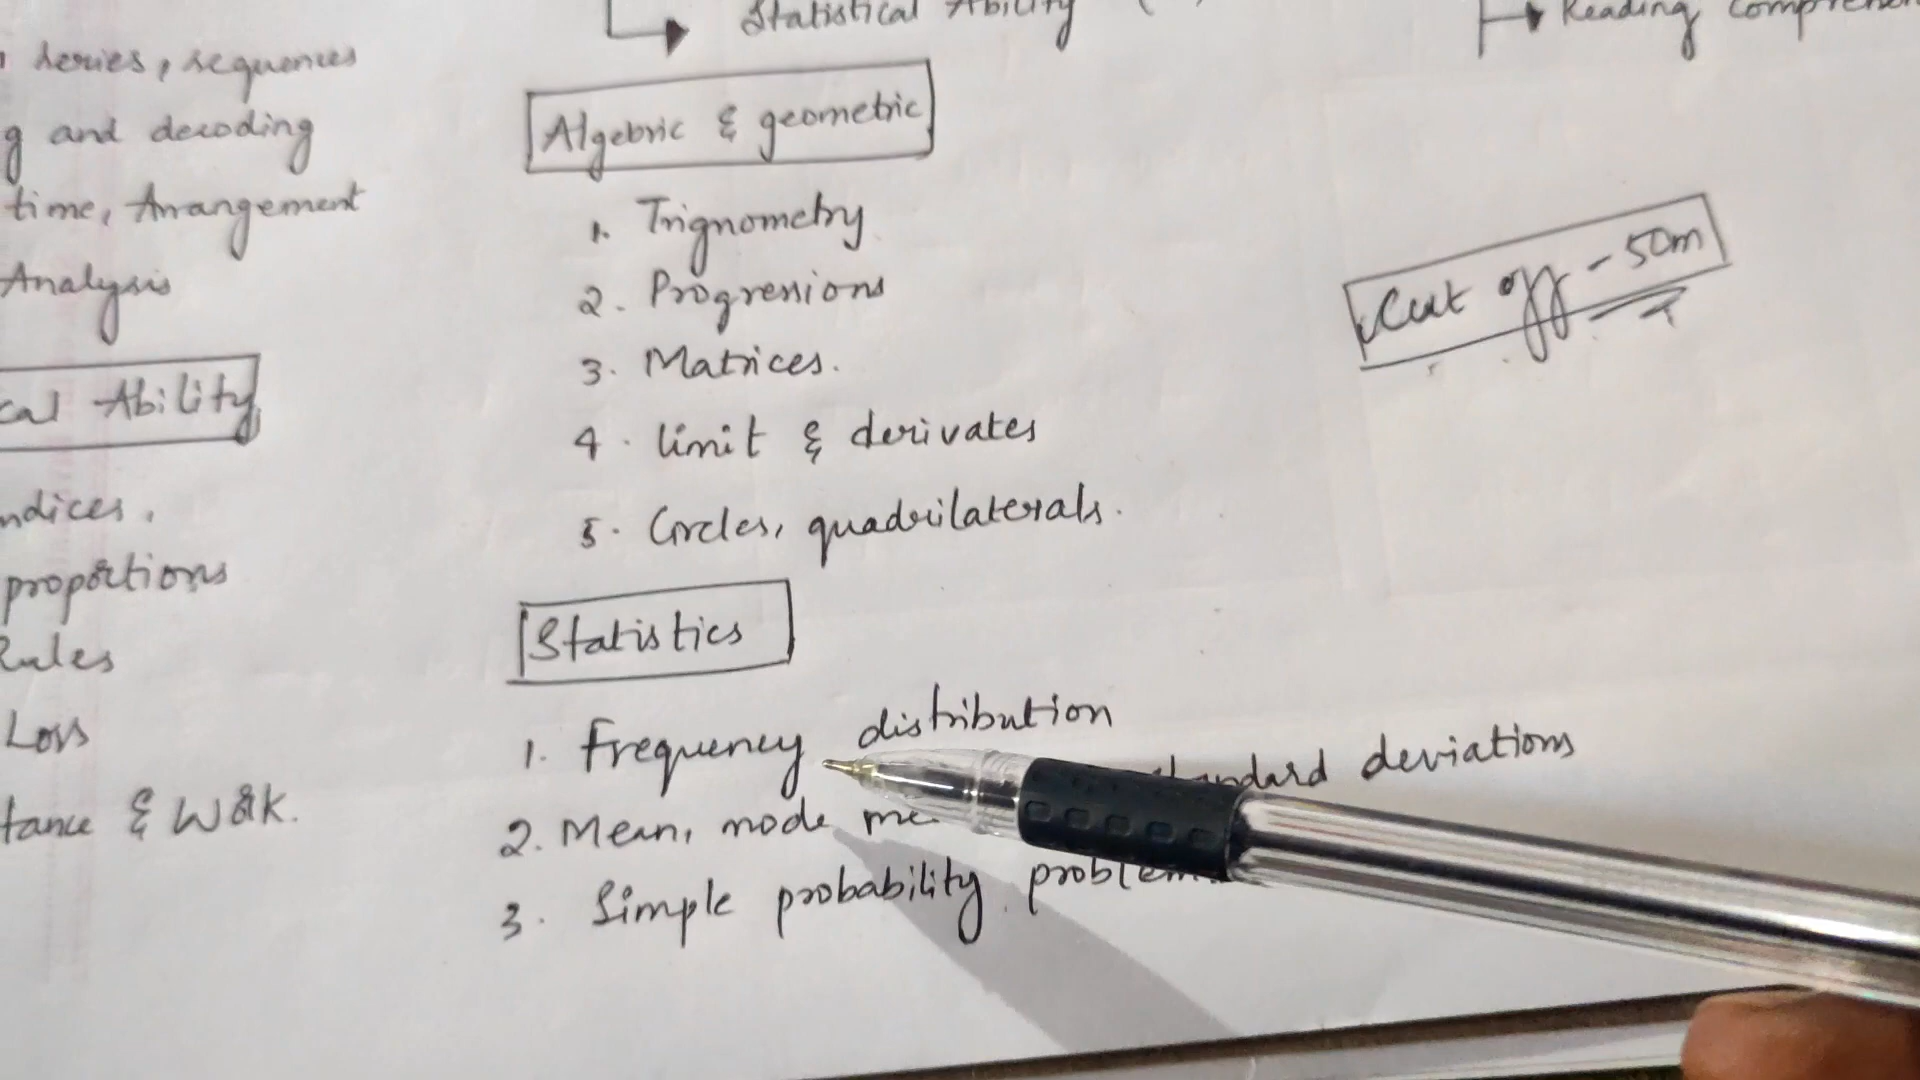 Statistical Ability
Reading
series, sequences
g and decoding
time, Arrangement
Analysis
cal Ability
ndices,
proportions
Rules
Loss
tance & Work.
Algebric & geometric
1. Trignometry
2. Progressions
3. Matrices.
4. limit & derivates
5. Circles, quadrilaterals.
Statistics
1. Frequency distribution
2. Mean, mode deviations
3. Simple probability
Cut off - 50m